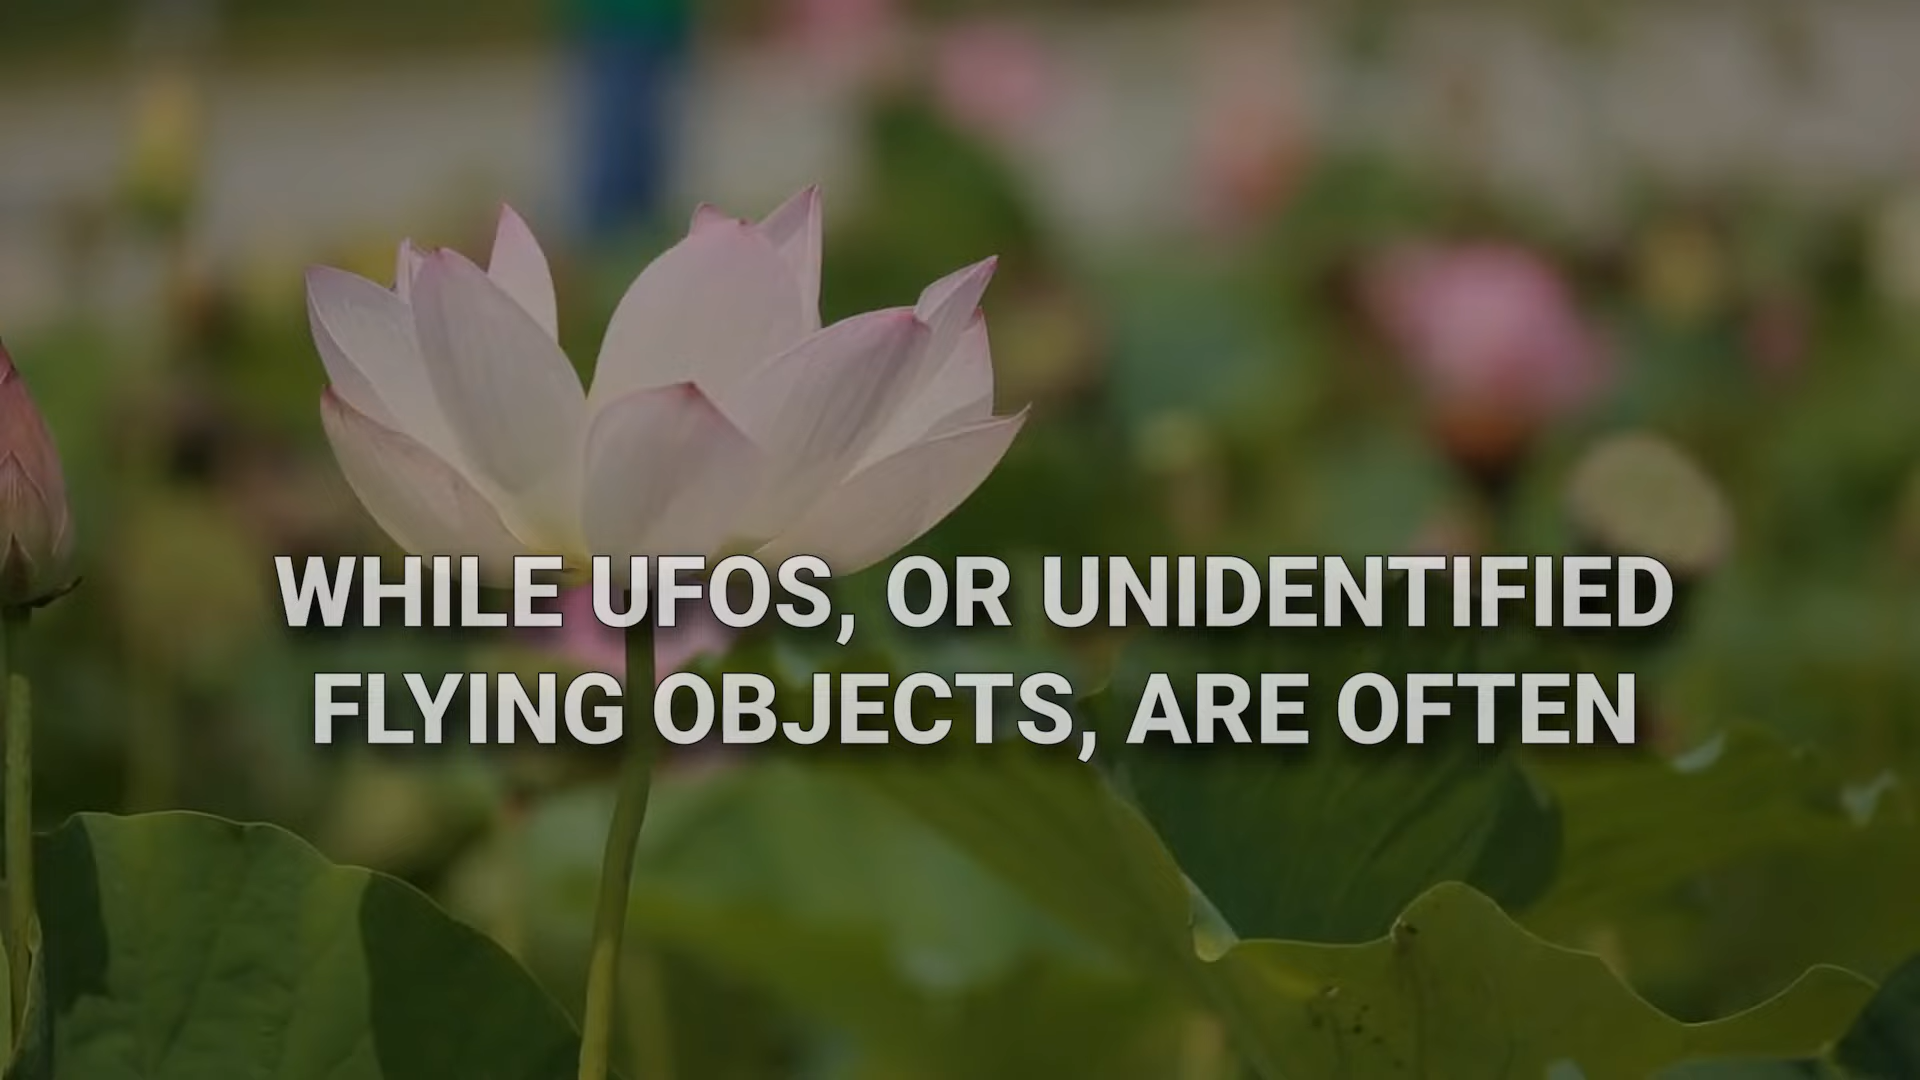 WHILE UFOS, OR UNIDENTIFIED
FLYING OBJECTS, ARE OFTEN